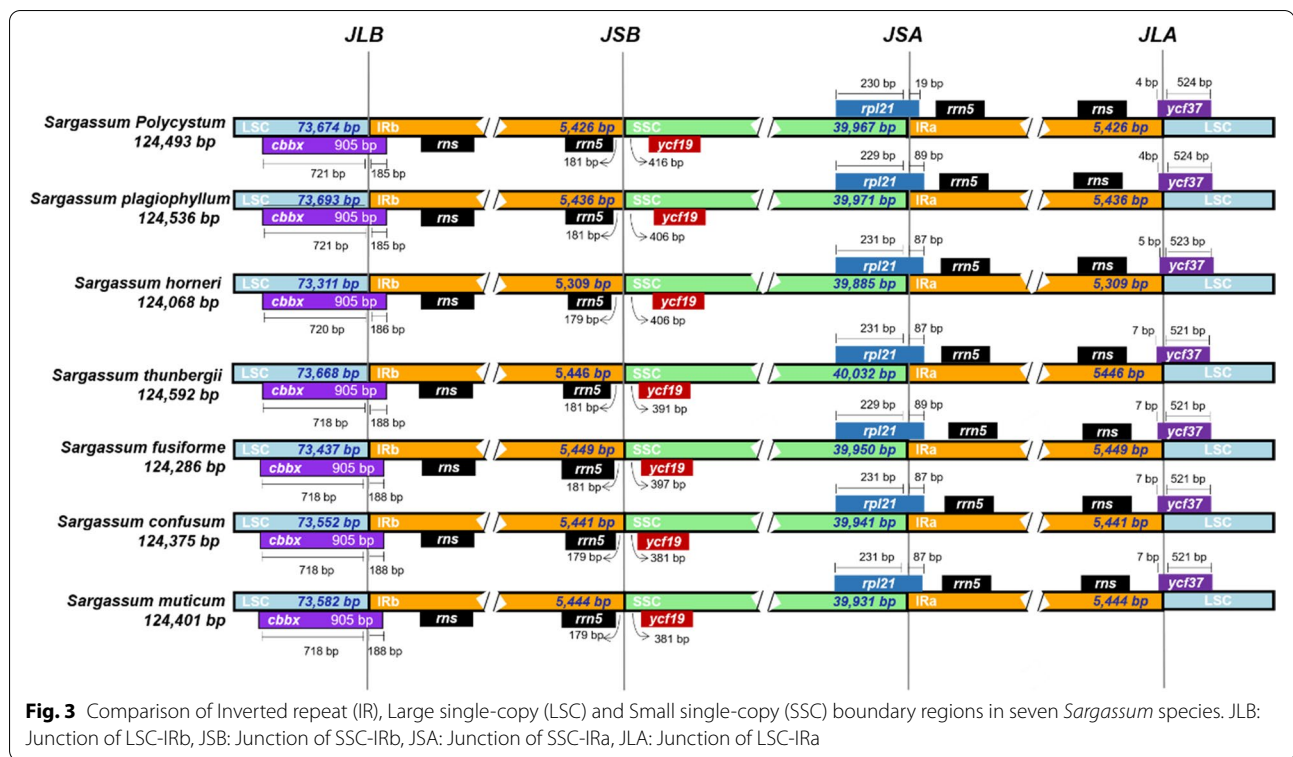 JLB JSB JSA JLA
230 bp 19 bp 4 bp 524 bp
rpl21 rrn5 rns ycf37
Sargassum Polycystum
124,493 bp
LSC 73,674 bp IRb 5,426 bp SSC 39,967 bp IRa 5,426 bp LSC
cbbx 905 bp rns rrn5 ycf19
721 bp 185 bp 181 bp 416 bp
229 bp 89 bp 4bp 524 bp
rpl21 rrn5 rns ycf37
Sargassum plagiophyllum
124,536 bp
LSC 73,693 bp IRb 5,436 bp SSC 39,971 bp IRa 5,436 bp LSC
cbbx 905 bp rns rrn5 ycf19
721 bp 185 bp 181 bp 406 bp
231 bp 87 bp 5 bp 523 bp
rpl21 rrn5 rns ycf37
Sargassum horneri
124,068 bp
LSC 73,311 bp IRb 5,309 bp SSC 39,885 bp IRa 5,309 bp LSC
cbbx 905 bp rns rrn5 ycf19
720 bp 186 bp 179 bp 406 bp
231 bp 87 bp 7 bp 521 bp
rpl21 rrn5 rns ycf37
Sargassum thunbergii
124,592 bp
LSC 73,668 bp IRb 5,446 bp SSC 40,032 bp IRa 5446 bp LSC
cbbx 905 bp rns rrn5 ycf19
718 bp 188 bp 181 bp 391 bp
229 bp 89 bp 7 bp 521 bp
rpl21 rrn5 rns ycf37
Sargassum fusiforme
124,286 bp
LSC 73,437 bp IRb 5,449 bp SSC 39,950 bp IRa 5,449 bp LSC
cbbx 905 bp rns rrn5 ycf19
718 bp 188 bp 181 bp 397 bp
231 bp 87 bp 7 bp 521 bp
rpl21 rrn5 rns ycf37
Sargassum confusum
124,375 bp
LSC 73,552 bp IRb 5,441 bp SSC 39,941 bp IRa 5,441 bp LSC
cbbx 905 bp rns rrn5 ycf19
718 bp 188 bp 179 bp 381 bp
231 bp 87 bp 7 bp 521 bp
rpl21 rrn5 rns ycf37
Sargassum muticum
124,401 bp
LSC 73,582 bp IRb 5,444 bp SSC 39,931 bp IRa 5,444 bp LSC
cbbx 905 bp rns rrn5 ycf19
718 bp 188 bp 179 bp 381 bp
Fig. 3 Comparison of Inverted repeat (IR), Large single-copy (LSC) and Small single-copy (SSC) boundary regions in seven Sargassum species. JLB:
Junction of LSC-IRb, JSB: Junction of SSC-IRb, JSA: Junction of SSC-IRa, JLA: Junction of LSC-IRa